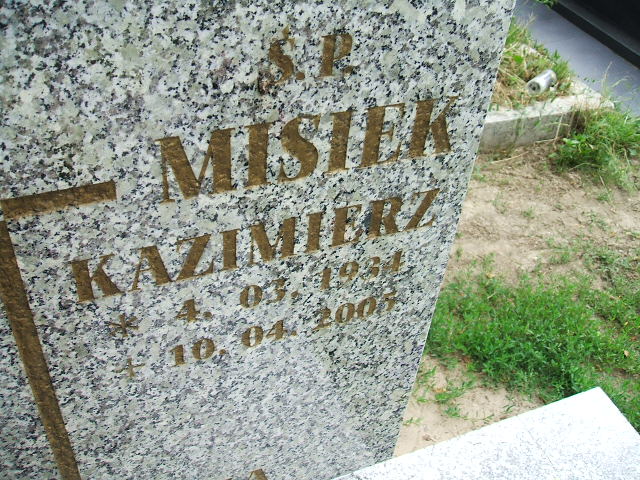 Ś. P.
MISIEK
KAZIMIERZ
* 4. 03. 1934
+ 10. 04. 2005